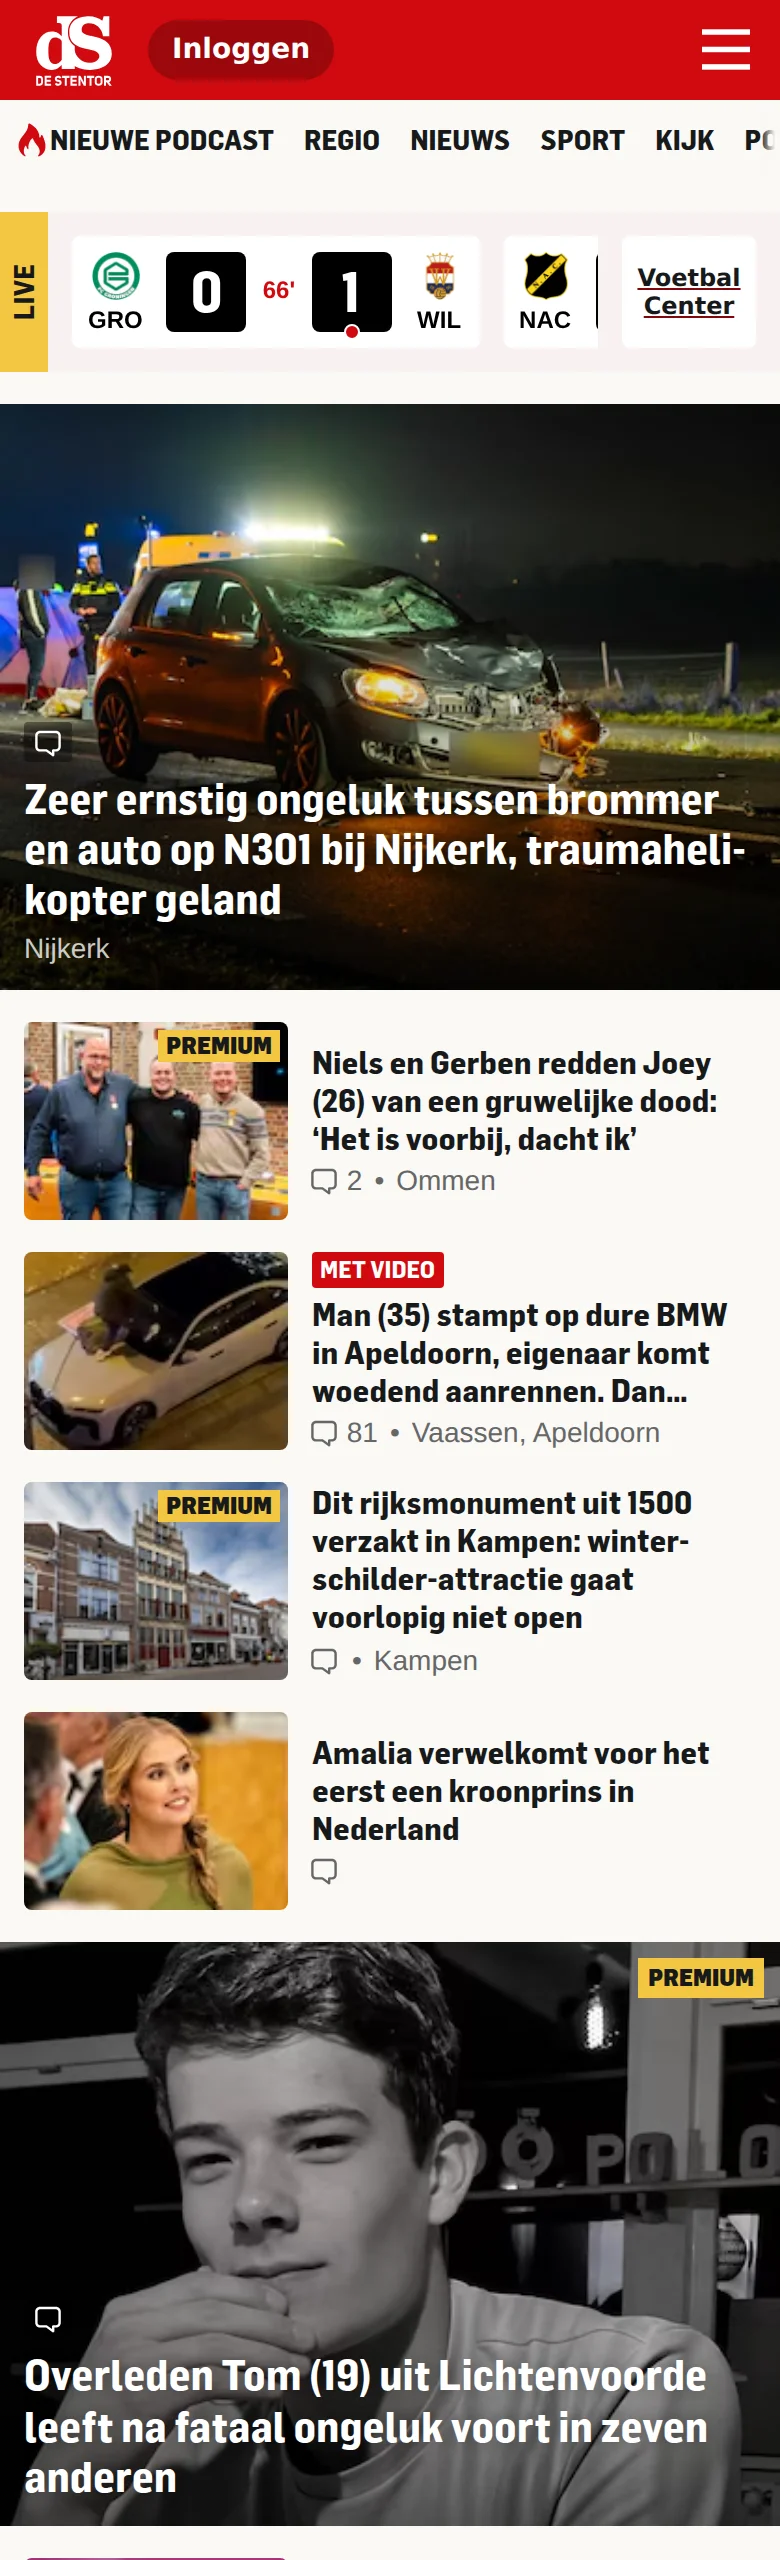 dS
DE STENTOR
Inloggen
NIEUWE PODCAST REGIO NIEUWS SPORT KIJK
LIVE
GRO 0 66' 1 WIL
NAC
Voetbal
Center
Zeer ernstig ongeluk tussen brommer
en auto op N301 bij Nijkerk, traumaheli-
kopter geland
Nijkerk
PREMIUM
Niels en Gerben redden Joey
(26) van een gruwelijke dood:
‘Het is voorbij, dacht ik’
2 • Ommen
MET VIDEO
Man (35) stampt op dure BMW
in Apeldoorn, eigenaar komt
woedend aanrennen. Dan...
81 • Vaassen, Apeldoorn
PREMIUM
Dit rijksmonument uit 1500
verzakt in Kampen: winter-
schilder-attractie gaat
voorlopig niet open
• Kampen
Amalia verwelkomt voor het
eerst een kroonprins in
Nederland
PREMIUM
POLO
Overleden Tom (19) uit Lichtenvoorde
leeft na fataal ongeluk voort in zeven
anderen